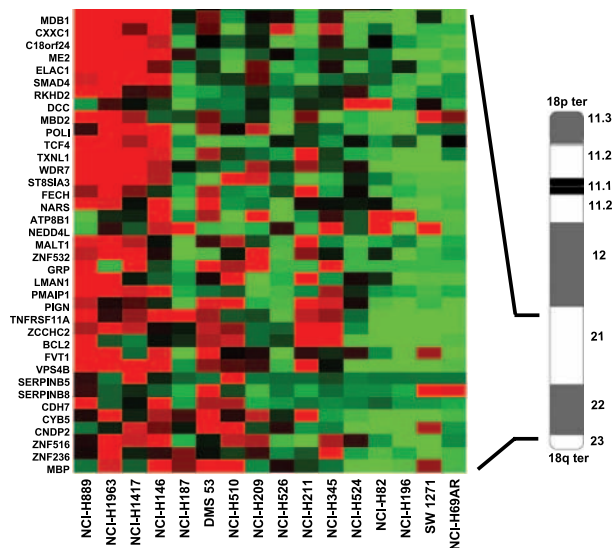 MDB1
CXXC1
C18orf24
ME2
ELAC1
SMAD4
RKHD2
DCC
MBD2
POLI
TCF4
TXNL1
WDR7
ST8SIA3
FECH
NARS
ATP8B1
NEDD4L
MALT1
ZNF532
GRP
LMAN1
PMAIP1
PIGN
TNFRSF11A
ZCCHC2
BCL2
FVT1
VPS4B
SERPINB5
SERPINB8
CDH7
CYB5
CNDP2
ZNF516
ZNF236
MBP
NCI-H889
NCI-H1963
NCI-H1417
NCI-H146
NCI-H187
DMS 53
NCI-H510
NCI-H209
NCI-H526
NCI-H211
NCI-H345
NCI-H524
NCI-H82
NCI-H196
SW 1271
NCI-H69AR
18p ter
11.3
11.2
11.1
11.2
12
21
22
23
18q ter